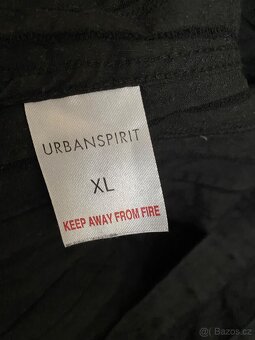 URBANSPIRIT
XL
KEEP AWAY FROM FIRE
Bazos.cz